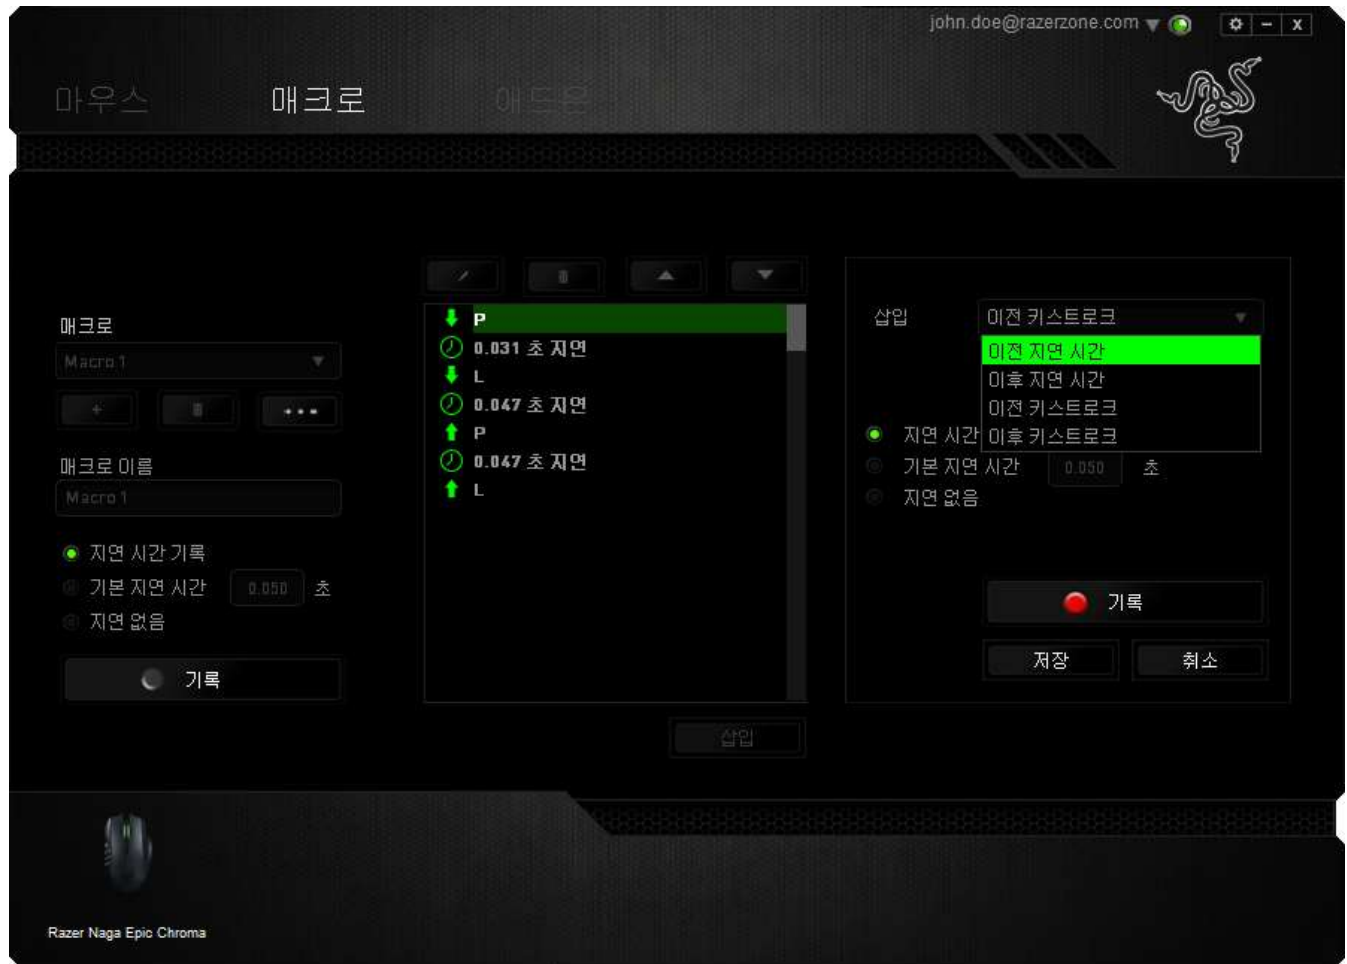 john.doe@razerzone.com
마우스 매크로 애드온
매크로
Macro 1
매크로 이름
Macro 1
지연 시간 기록
기본 지연 시간 0.050 초
지연 없음
기록
P
0.031 초 지연
L
0.047 초 지연
P
0.047 초 지연
L
삽입
삽입 이전 키스트로크
이전 지연 시간
이후 지연 시간
이전 키스트로크
이후 키스트로크
지연 시간
기본 지연 시간 0.050 초
지연 없음
기록
저장 취소
Razer Naga Epic Chroma